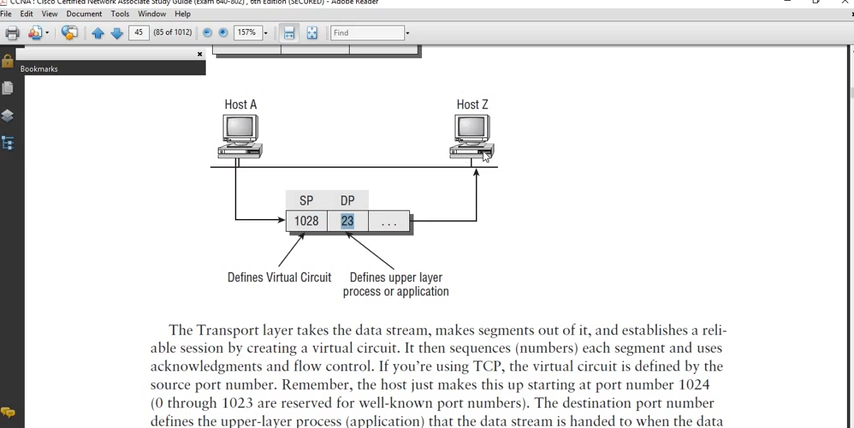 CCNA : Cisco Certified Network Associate Study Guide (Exam 640-802) , 6th Edition (SECURED) - Adobe Reader
File Edit View Document Tools Window Help
45 (85 of 1012) 157% Find
Bookmarks
Host A Host Z
SP DP
1028 23 ...
Defines Virtual Circuit
Defines upper layer
process or application
The Transport layer takes the data stream, makes segments out of it, and establishes a reli-
able session by creating a virtual circuit. It then sequences (numbers) each segment and uses
acknowledgments and flow control. If you're using TCP, the virtual circuit is defined by the
source port number. Remember, the host just makes this up starting at port number 1024
(0 through 1023 are reserved for well-known port numbers). The destination port number
defines the upper-layer process (application) that the data stream is handed to when the data